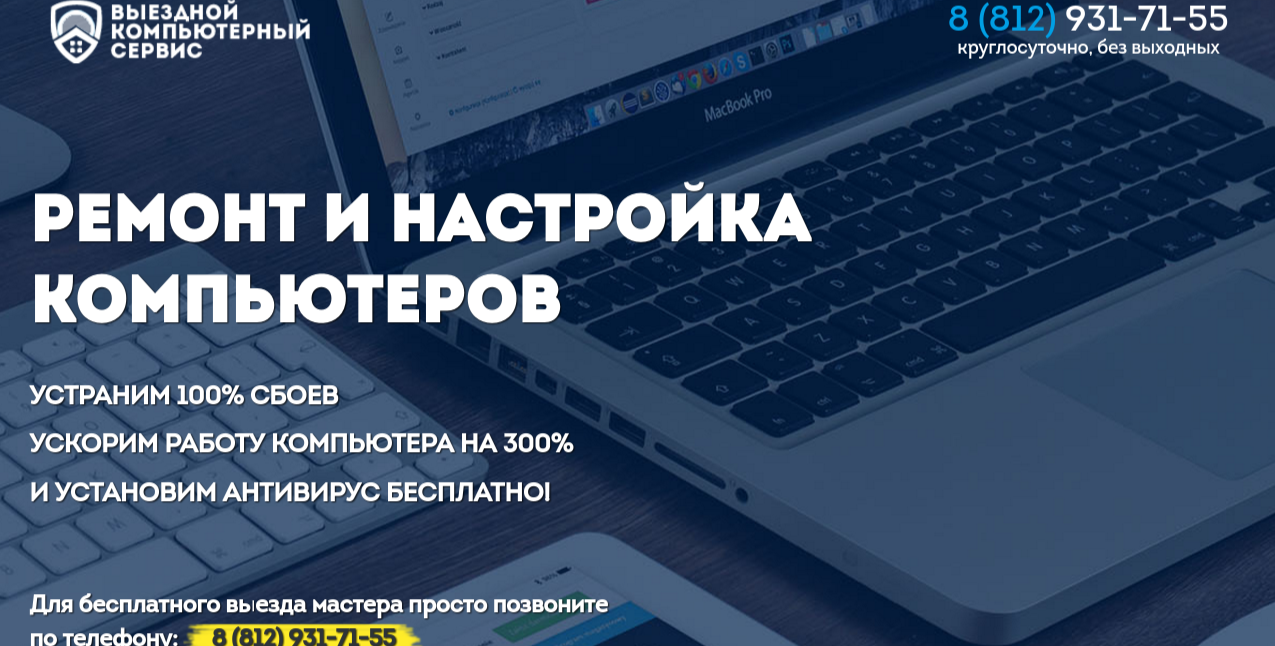 ВЫЕЗДНОЙ
КОМПЬЮТЕРНЫЙ
СЕРВИС
8 (812) 931-71-55
круглосуточно, без выходных
MacBook Pro
РЕМОНТ И НАСТРОЙКА
КОМПЬЮТЕРОВ
УСТРАНИМ 100% СБОЕВ
УСКОРИМ РАБОТУ КОМПЬЮТЕРА НА 300%
И УСТАНОВИМ АНТИВИРУС БЕСПЛАТНО!
Для бесплатного выезда мастера просто позвоните
по телефону: 8 (812) 931-71-55